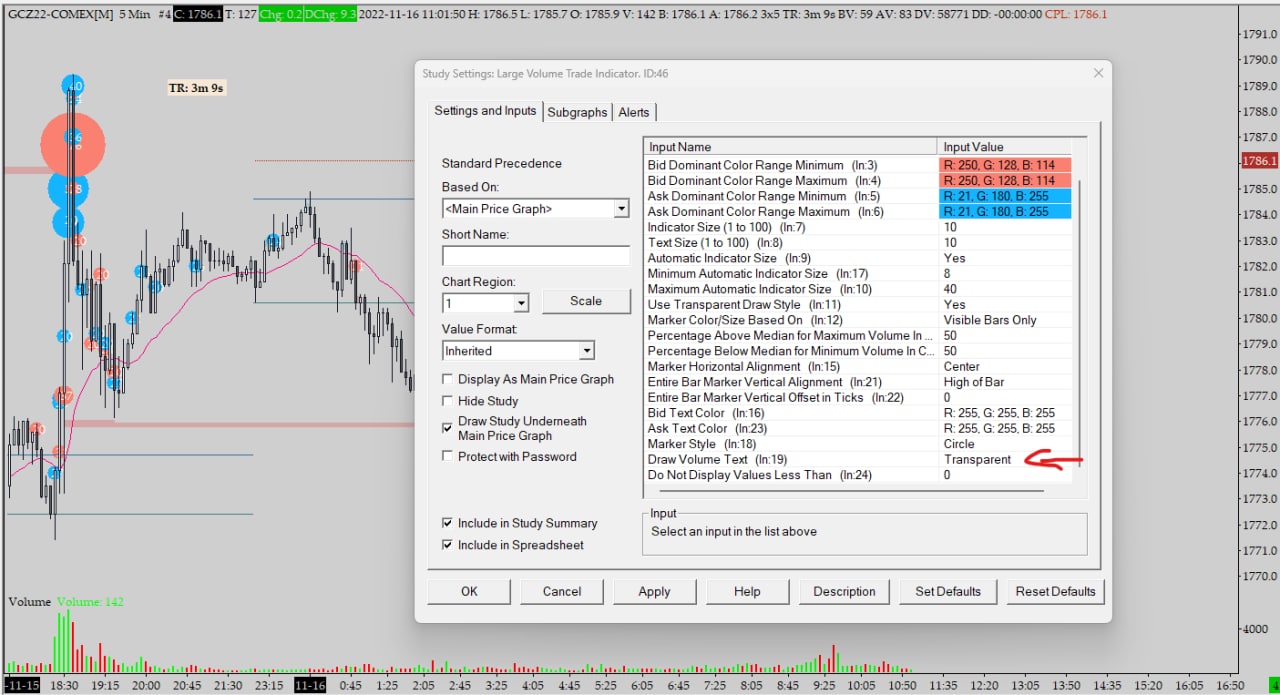 GCZ22-COMEX[M] 5 Min #4 C: 1786.1 T: 127 Chg: 0.2 DChg: 9.3 2022-11-16 11:01:50 H: 1786.5 L: 1785.7 O: 1785.9 V: 142 B: 1786.1 A: 1786.2 3x5 TR: 3m 9s BV: 59 AV: 83 DV: 58771 DD: -00:00:00 CPL: 1786.1
TR: 3m 9s
Study Settings: Large Volume Trade Indicator. ID:46
Settings and Inputs Subgraphs Alerts
Standard Precedence
Based On:
<Main Price Graph>
Short Name:
Chart Region:
1 Scale
Value Format:
Inherited
Display As Main Price Graph
Hide Study
Draw Study Underneath
Main Price Graph
Protect with Password
Include in Study Summary
Include in Spreadsheet
Input Name Input Value
Bid Dominant Color Range Minimum (In:3) R: 250, G: 128, B: 114
Bid Dominant Color Range Maximum (In:4) R: 250, G: 128, B: 114
Ask Dominant Color Range Minimum (In:5) R: 21, G: 180, B: 255
Ask Dominant Color Range Maximum (In:6) R: 21, G: 180, B: 255
Indicator Size (1 to 100) (In:7) 10
Text Size (1 to 100) (In:8) 10
Automatic Indicator Size (In:9) Yes
Minimum Automatic Indicator Size (In:17) 8
Maximum Automatic Indicator Size (In:10) 40
Use Transparent Draw Style (In:11) Yes
Marker Color/Size Based On (In:12) Visible Bars Only
Percentage Above Median for Maximum Volume In ... 50
Percentage Below Median for Minimum Volume In C... 50
Marker Horizontal Alignment (In:15) Center
Entire Bar Marker Vertical Alignment (In:21) High of Bar
Entire Bar Marker Vertical Offset in Ticks (In:22) 0
Bid Text Color (In:16) R: 255, G: 255, B: 255
Ask Text Color (In:23) R: 255, G: 255, B: 255
Marker Style (In:18) Circle
Draw Volume Text (In:19) Transparent
Do Not Display Values Less Than (In:24) 0
Input
Select an input in the list above
OK Cancel Apply Help Description Set Defaults Reset Defaults
1791.0
1790.0
1789.0
1788.0
1787.0
1786.1
1785.0
1784.0
1783.0
1782.0
1781.0
1780.0
1779.0
1778.0
1777.0
1776.0
1775.0
1774.0
1773.0
1772.0
1771.0
1770.0
Volume Volume: 142
4000
-11-15 18:30 19:15 20:00 20:45 21:30 23:15 11-16 0:45 1:25 2:05 2:45 3:25 4:05 4:45 5:25 6:05 6:45 7:25 8:05 8:45 9:25 10:05 10:50 11:35 12:20 13:05 13:50 14:35 15:20 16:05 16:50 4